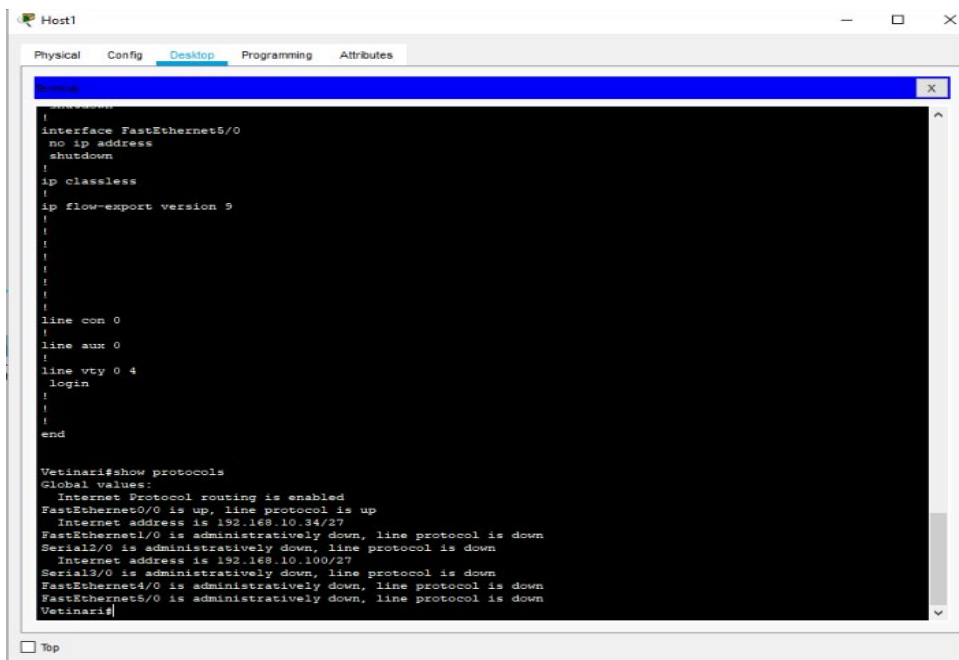 Host1
Physical Config Desktop Programming Attributes
X
shutdown
!
interface FastEthernet5/0
no ip address
shutdown
!
ip classless
!
ip flow-export version 9
!
!
!
!
!
!
!
!
line con 0
!
line aux 0
!
line vty 0 4
login
!
!
!
end
Vetinari#show protocols
Global values:
Internet Protocol routing is enabled
FastEthernet0/0 is up, line protocol is up
Internet address is 192.168.10.34/27
FastEthernet1/0 is administratively down, line protocol is down
Serial2/0 is administratively down, line protocol is down
Internet address is 192.168.10.100/27
Serial3/0 is administratively down, line protocol is down
FastEthernet4/0 is administratively down, line protocol is down
FastEthernet5/0 is administratively down, line protocol is down
Vetinari#
Top